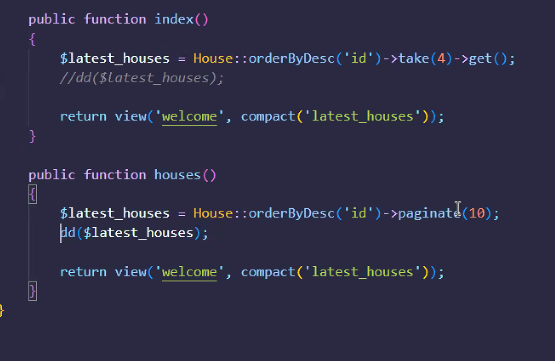 public function index()
{
$latest_houses = House::orderByDesc('id')->take(4)->get();
//dd($latest_houses);
return view('welcome', compact('latest_houses'));
}
public function houses()
{
$latest_houses = House::orderByDesc('id')->paginate(10);
dd($latest_houses);
return view('welcome', compact('latest_houses'));
}
}